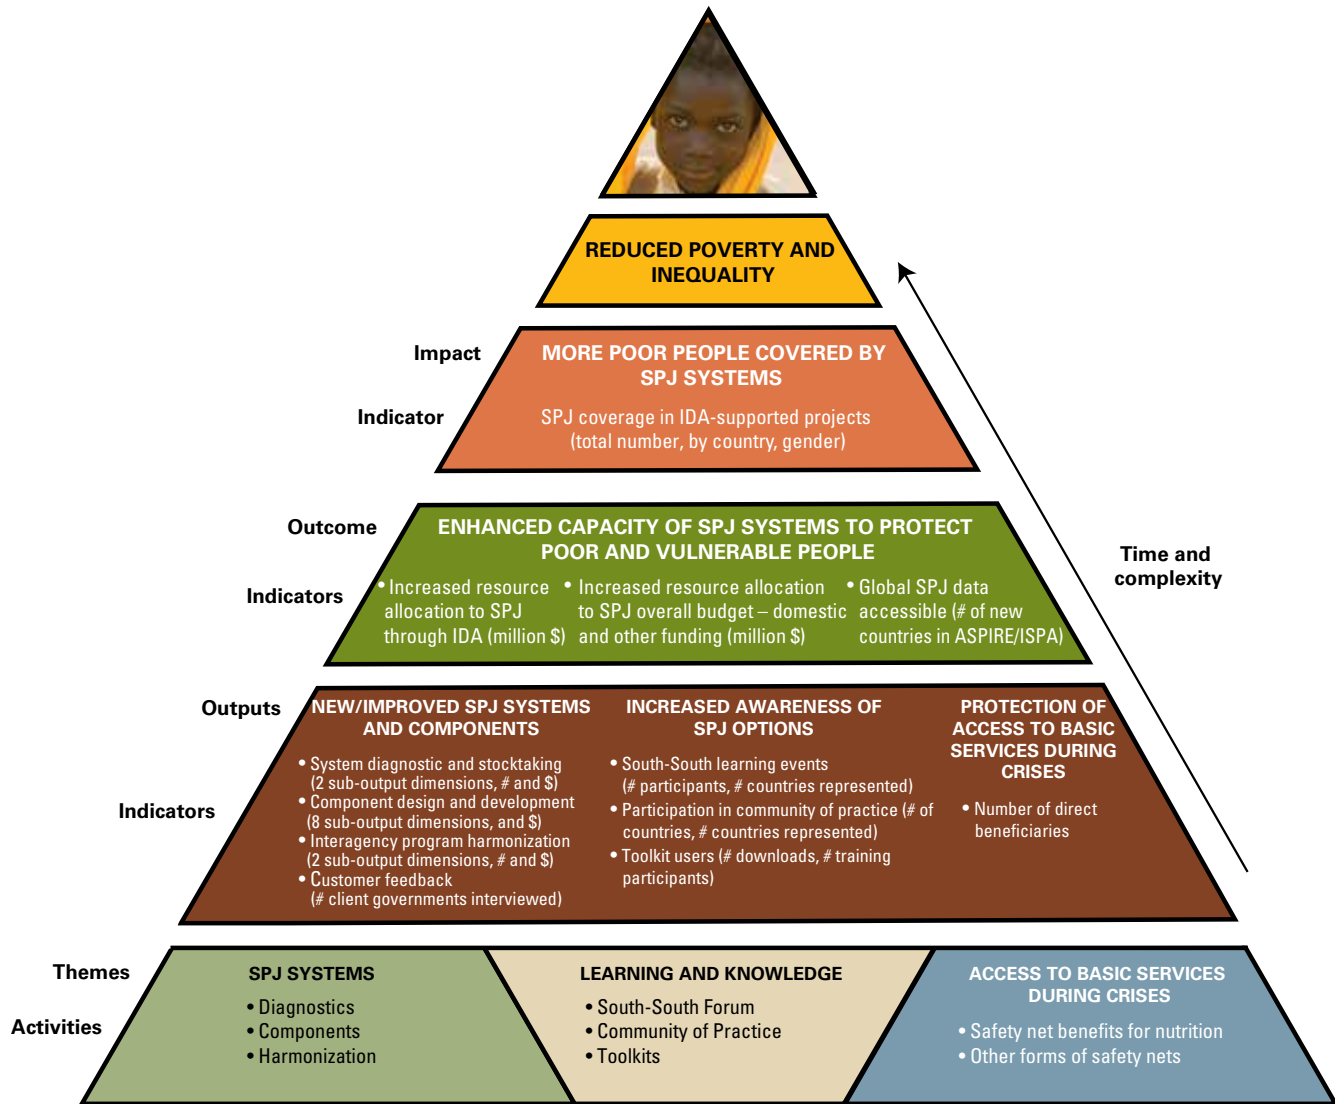 REDUCED POVERTY AND
INEQUALITY
Impact
MORE POOR PEOPLE COVERED BY
SPJ SYSTEMS
Indicator
SPJ coverage in IDA-supported projects
(total number, by country, gender)
Outcome
ENHANCED CAPACITY OF SPJ SYSTEMS TO PROTECT
POOR AND VULNERABLE PEOPLE
Indicators
• Increased resource
allocation to SPJ
through IDA (million $)
• Increased resource allocation
to SPJ overall budget – domestic
and other funding (million $)
• Global SPJ data
accessible (# of new
countries in ASPIRE/ISPA)
Time and
complexity
Outputs
NEW/IMPROVED SPJ SYSTEMS
AND COMPONENTS
Indicators
• System diagnostic and stocktaking
(2 sub-output dimensions, # and $)
• Component design and development
(8 sub-output dimensions, and $)
• Interagency program harmonization
(2 sub-output dimensions, # and $)
• Customer feedback
(# client governments interviewed)
INCREASED AWARENESS OF
SPJ OPTIONS
• South-South learning events
(# participants, # countries represented)
• Participation in community of practice (# of
countries, # countries represented)
• Toolkit users (# downloads, # training
participants)
PROTECTION OF
ACCESS TO BASIC
SERVICES DURING
CRISES
• Number of direct
beneficiaries
Themes
SPJ SYSTEMS
Activities
• Diagnostics
• Components
• Harmonization
LEARNING AND KNOWLEDGE
• South-South Forum
• Community of Practice
• Toolkits
ACCESS TO BASIC SERVICES
DURING CRISES
• Safety net benefits for nutrition
• Other forms of safety nets